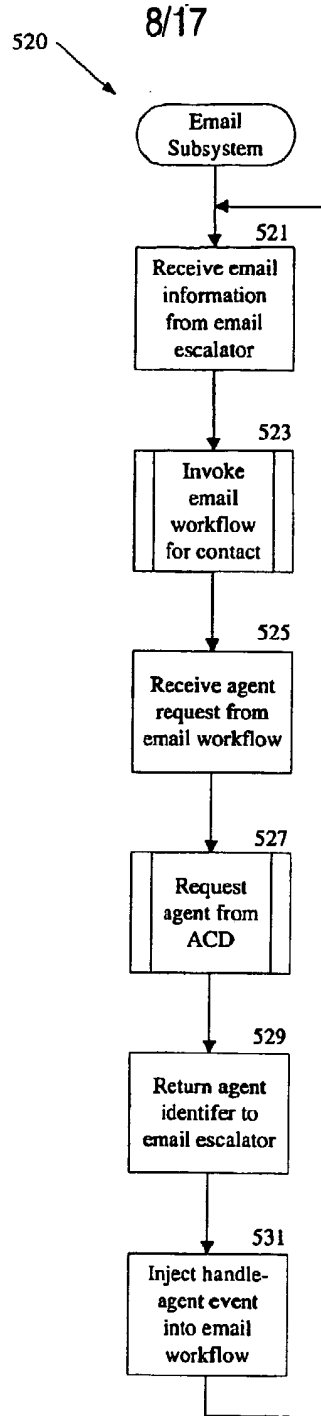 8/17
520
Email
Subsystem
521
Receive email
information
from email
escalator
523
Invoke
email
workflow
for contact
525
Receive agent
request from
email workflow
527
Request
agent from
ACD
529
Return agent
identifer to
email escalator
531
Inject handle-
agent event
into email
workflow